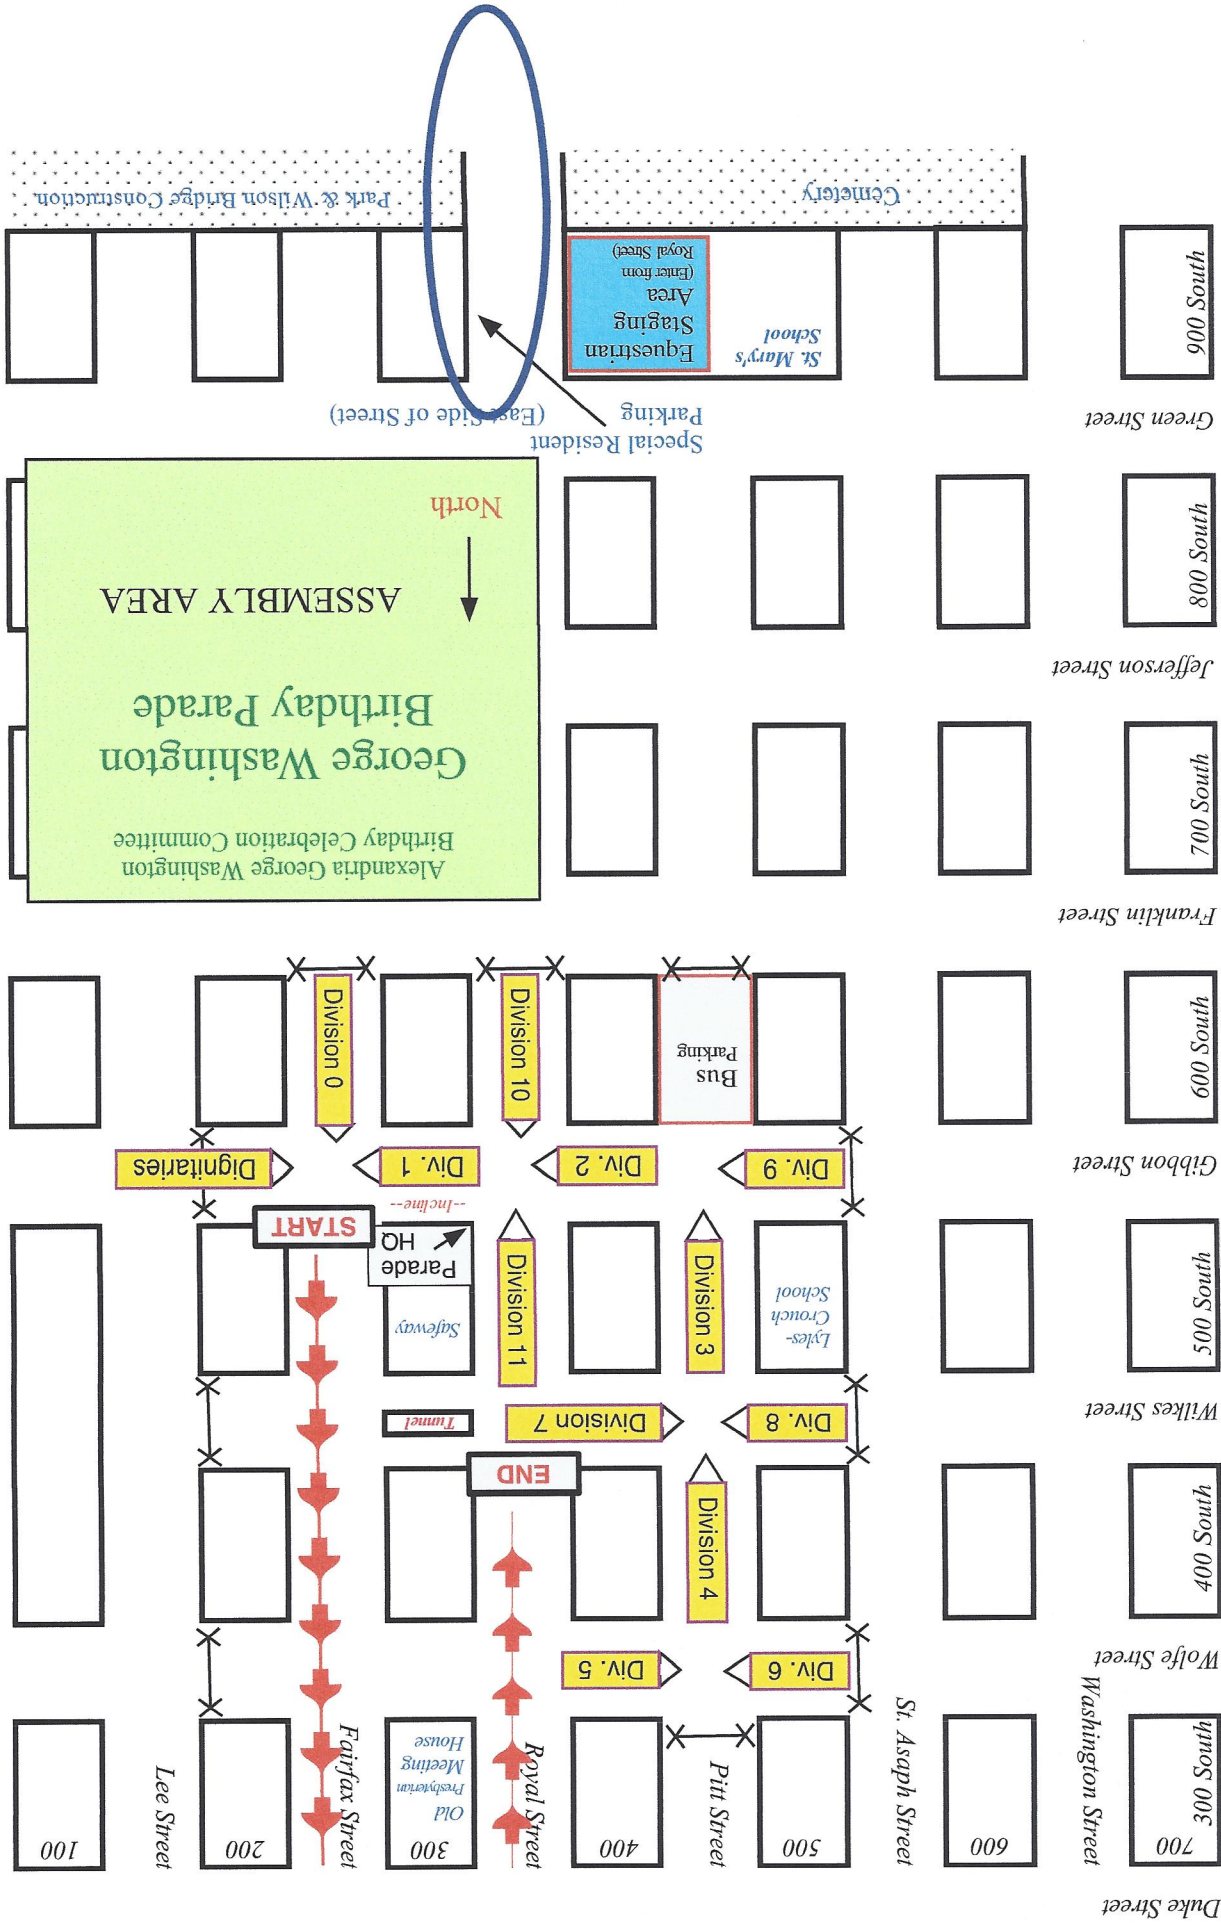 Duke Street
700
600
500
400
300
200
100
300 South
Washington Street
St. Asaph Street
Pitt Street
Royal Street
Old
Presbyterian
Meeting
House
Fairfax Street
Lee Street
Wolfe Street
Div. 6
Div. 5
400 South
Division 4
END
Wilkes Street
Div. 8
Division 7
Tunnel
500 South
Lyles-
Crouch
School
Division 3
Division 11
Safeway
Parade
HQ
START
--Incline--
Gibbon Street
Div. 9
Div. 2
Div. 1
Dignitaries
600 South
Bus
Parking
Division 10
Division 0
Franklin Street
Alexandria George Washington
Birthday Celebration Committee
George Washington
Birthday Parade
ASSEMBLY AREA
North
700 South
Jefferson Street
800 South
Green Street
Special Resident
Parking (East Side of Street)
900 South
St. Mary's
School
Equestrian
Staging
Area
(Enter from
Royal Street)
Cemetery
Park & Wilson Bridge Construction